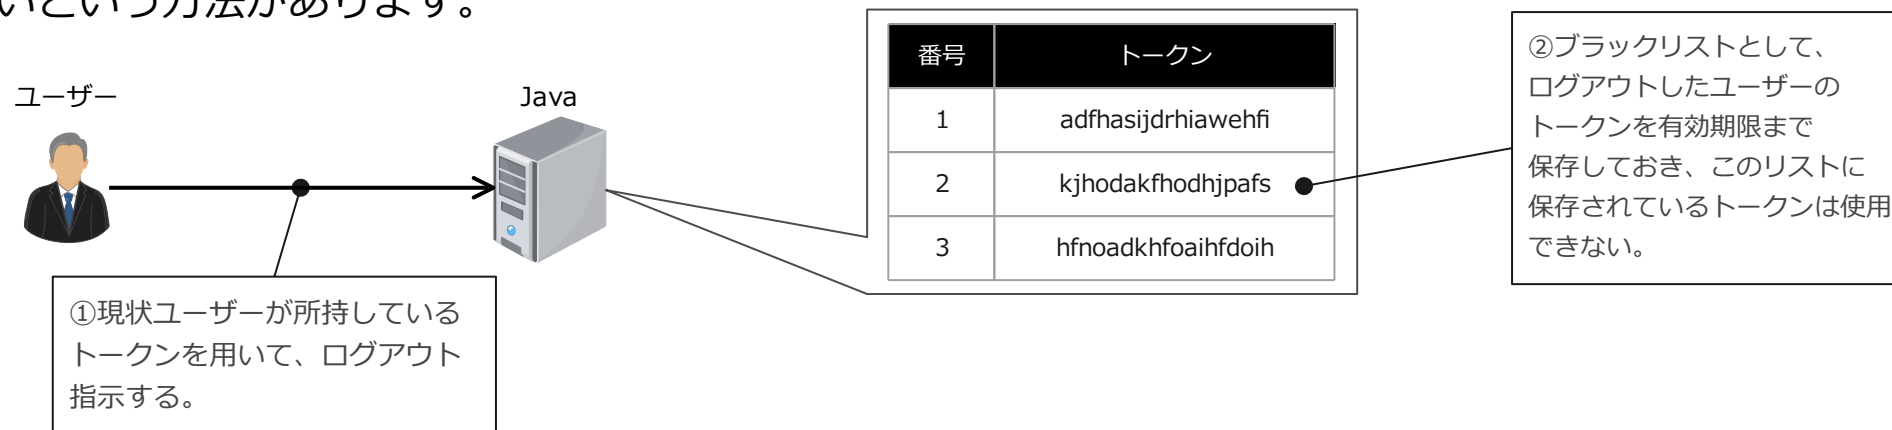 いという方法があります。
ユーザー
Java
①現状ユーザーが所持している
トークンを用いて、ログアウト
指示する。
番号 トークン
1 adfhasijdrhiawehfi
2 kjhodakfhodhjpafs
3 hfnoadkhfoaihfdoih
②ブラックリストとして、
ログアウトしたユーザーの
トークンを有効期限まで
保存しておき、このリストに
保存されているトークンは使用
できない。